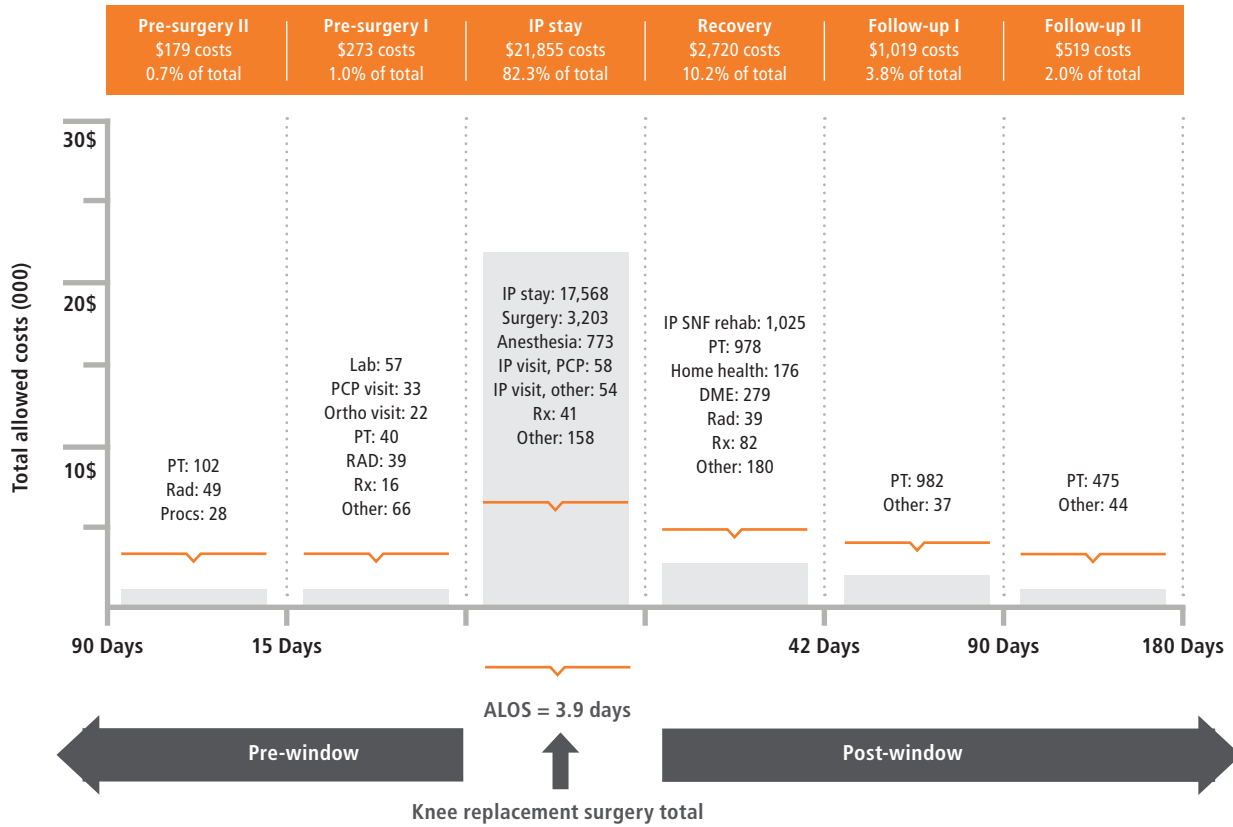 Pre-surgery II
$179 costs
0.7% of total
Pre-surgery I
$273 costs
1.0% of total
IP stay
$21,855 costs
82.3% of total
Recovery
$2,720 costs
10.2% of total
Follow-up I
$1,019 costs
3.8% of total
Follow-up II
$519 costs
2.0% of total
Total allowed costs (000)
30$
20$
10$
PT: 102
Rad: 49
Procs: 28
Lab: 57
PCP visit: 33
Ortho visit: 22
PT: 40
RAD: 39
Rx: 16
Other: 66
IP stay: 17,568
Surgery: 3,203
Anesthesia: 773
IP visit, PCP: 58
IP visit, other: 54
Rx: 41
Other: 158
IP SNF rehab: 1,025
PT: 978
Home health: 176
DME: 279
Rad: 39
Rx: 82
Other: 180
PT: 982
Other: 37
PT: 475
Other: 44
90 Days
15 Days
42 Days
90 Days
180 Days
ALOS = 3.9 days
Pre-window
Post-window
Knee replacement surgery total